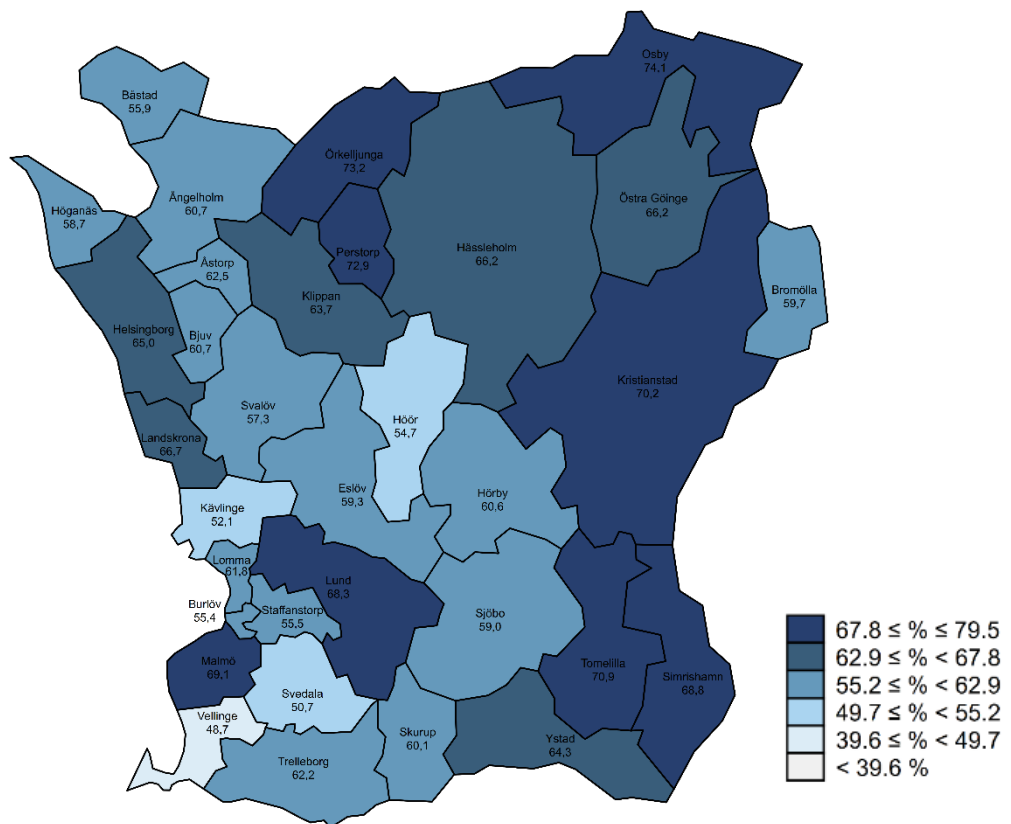 Osby
74,1
Båstad
55,9
Örkelljunga
73,2
Ängelholm
60,7
Östra Göinge
66,2
Höganäs
58,7
Hässleholm
66,2
Perstorp
72,9
Åstorp
62,5
Bromölla
59,7
Klippan
63,7
Helsingborg
65,0
Bjuv
60,7
Kristianstad
70,2
Svalöv
57,3
Höör
54,7
Landskrona
66,7
Eslöv
59,3
Hörby
60,6
Kävlinge
52,1
Lomma
61,8
Lund
68,3
Burlöv
55,4
Staffanstorp
55,5
Sjöbo
59,0
Malmö
69,1
Tomelilla
70,9
Simrishamn
68,8
Svedala
50,7
Vellinge
48,7
Skurup
60,1
Ystad
64,3
Trelleborg
62,2
67.8 ≤ % ≤ 79.5
62.9 ≤ % < 67.8
55.2 ≤ % < 62.9
49.7 ≤ % < 55.2
39.6 ≤ % < 49.7
< 39.6 %